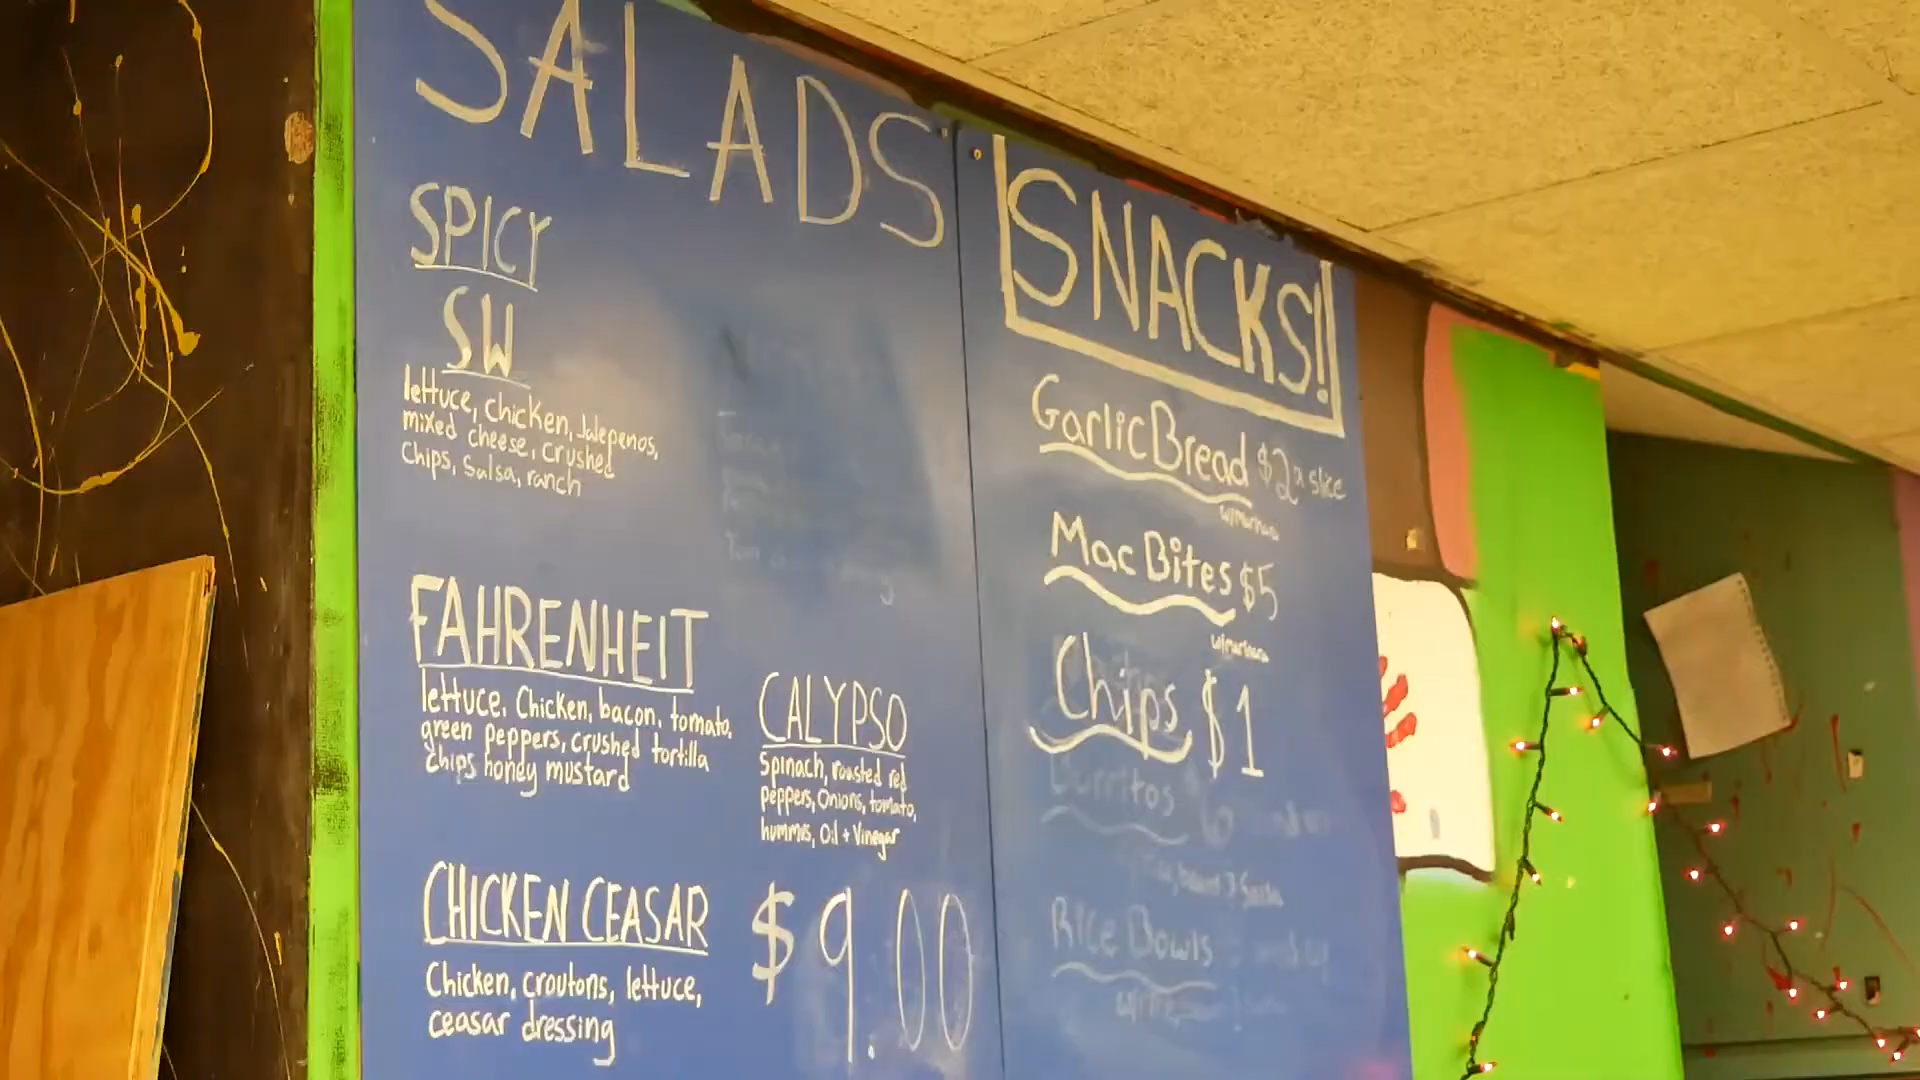 SALADS
SPICY
SW
lettuce, chicken, Jalepenos,
mixed cheese, crushed
Chips, Salsa, ranch
FAHRENHEIT
lettuce, Chicken, bacon, tomato,
green peppers, crushed tortilla
chips honey mustard
CALYPSO
Spinach, roasted red
peppers, Onions, tomato,
hummus, Oil + Vinegar
CHICKEN CEASAR
Chicken, croutons, lettuce,
ceasar dressing
$9.00
SNACKS!!
Garlic Bread $2 a slice
w/marinara
Mac Bites $5
w/marinara
Chips $1
Burritos
Rice Bowls